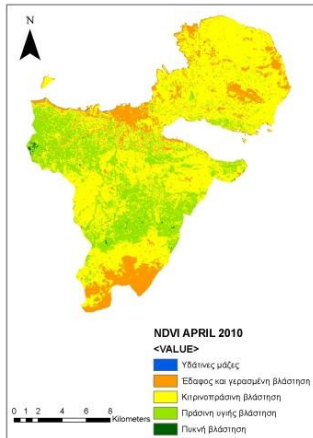 N
NDVI APRIL 2010
<VALUE>
Υδάτινες μάζες
Έδαφος και γερασμένη βλάστηση
Κιτρινοπράσινη βλάστηση
Πράσινη υγιής βλάστηση
Πυκνή βλάστηση
0 1 2 4 6 8
Kilometers